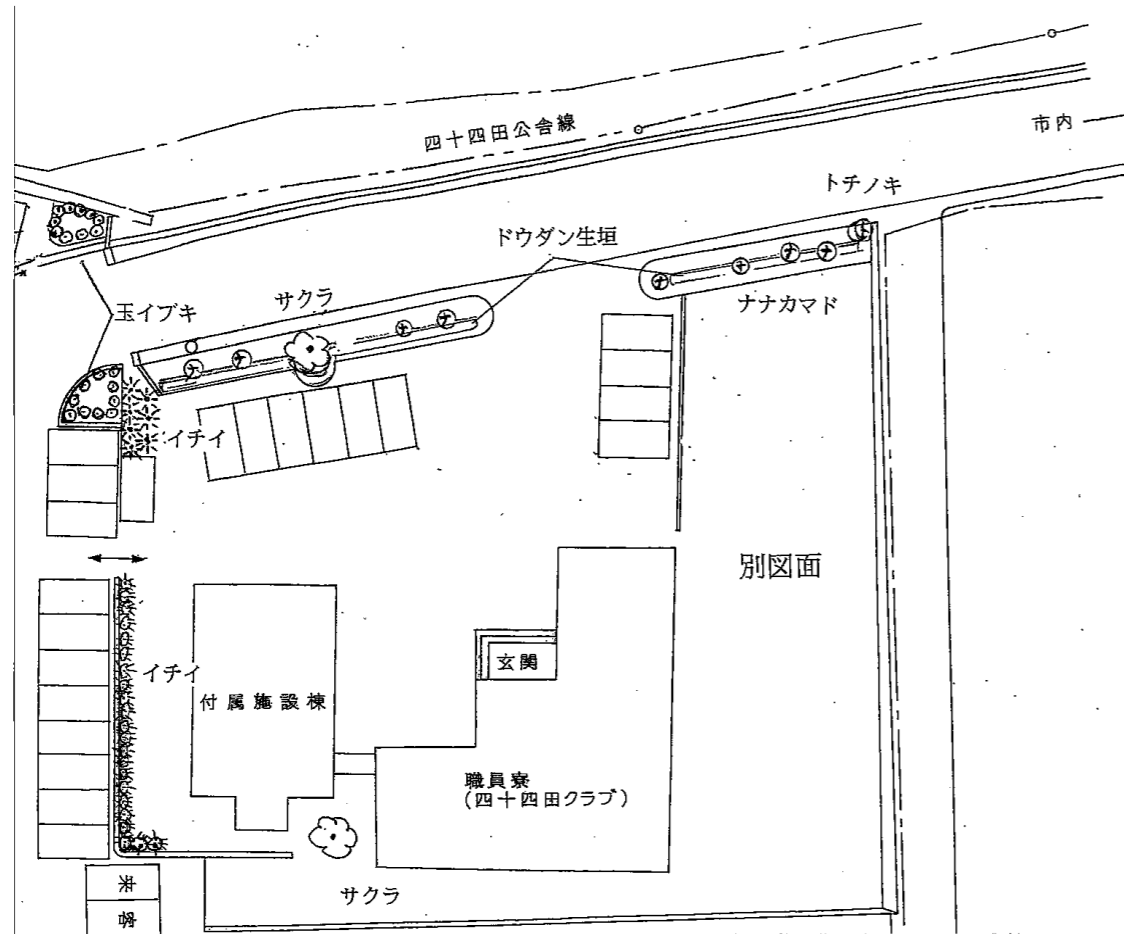 四十四田公舎線
市内
トチノキ
ドウダン生垣
ナナカマド
サクラ
玉イブキ
イチイ
別図面
玄関
イチイ
付属施設棟
職員寮
(四十四田クラブ)
サクラ
来客